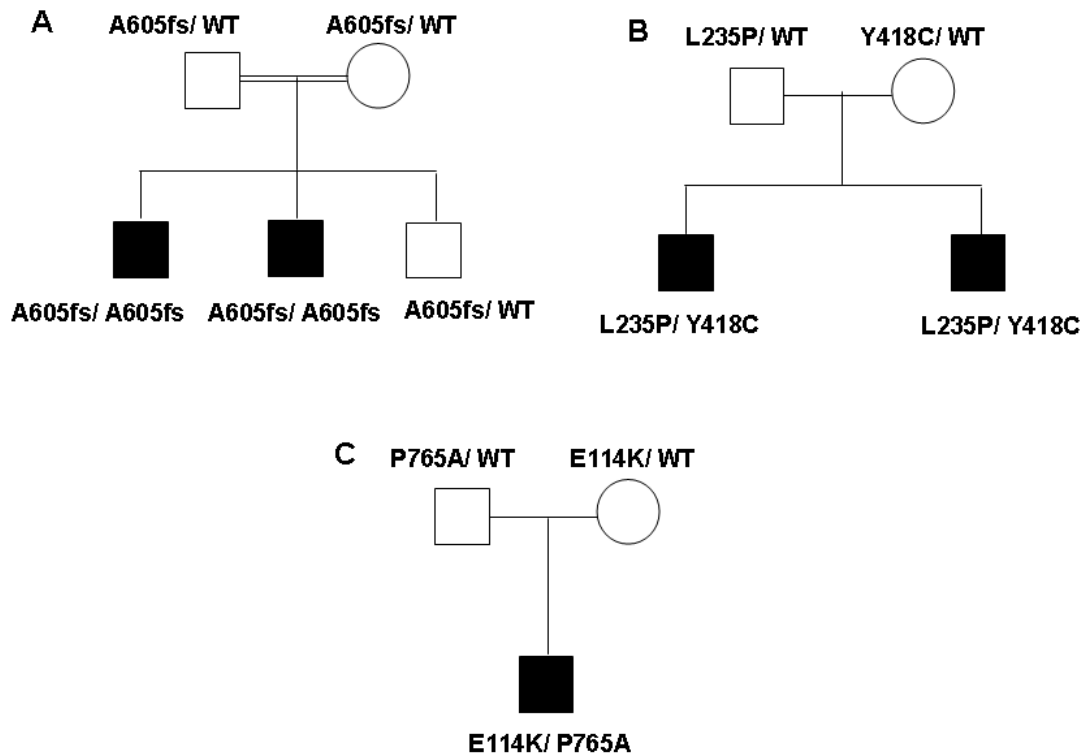 A
A605fs/ WT
A605fs/ WT
A605fs/ A605fs
A605fs/ A605fs
A605fs/ WT
B
L235P/ WT
Y418C/ WT
L235P/ Y418C
L235P/ Y418C
C
P765A/ WT
E114K/ WT
E114K/ P765A